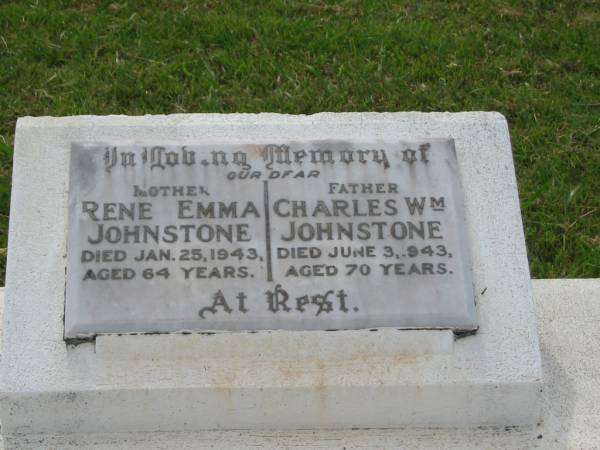 In Loving Memory of
OUR DEAR
MOTHER
RENE EMMA
JOHNSTONE
DIED JAN. 25, 1943,
AGED 64 YEARS.
FATHER
CHARLES WM
JOHNSTONE
DIED JUNE 3, 1943,
AGED 70 YEARS.
At Rest.